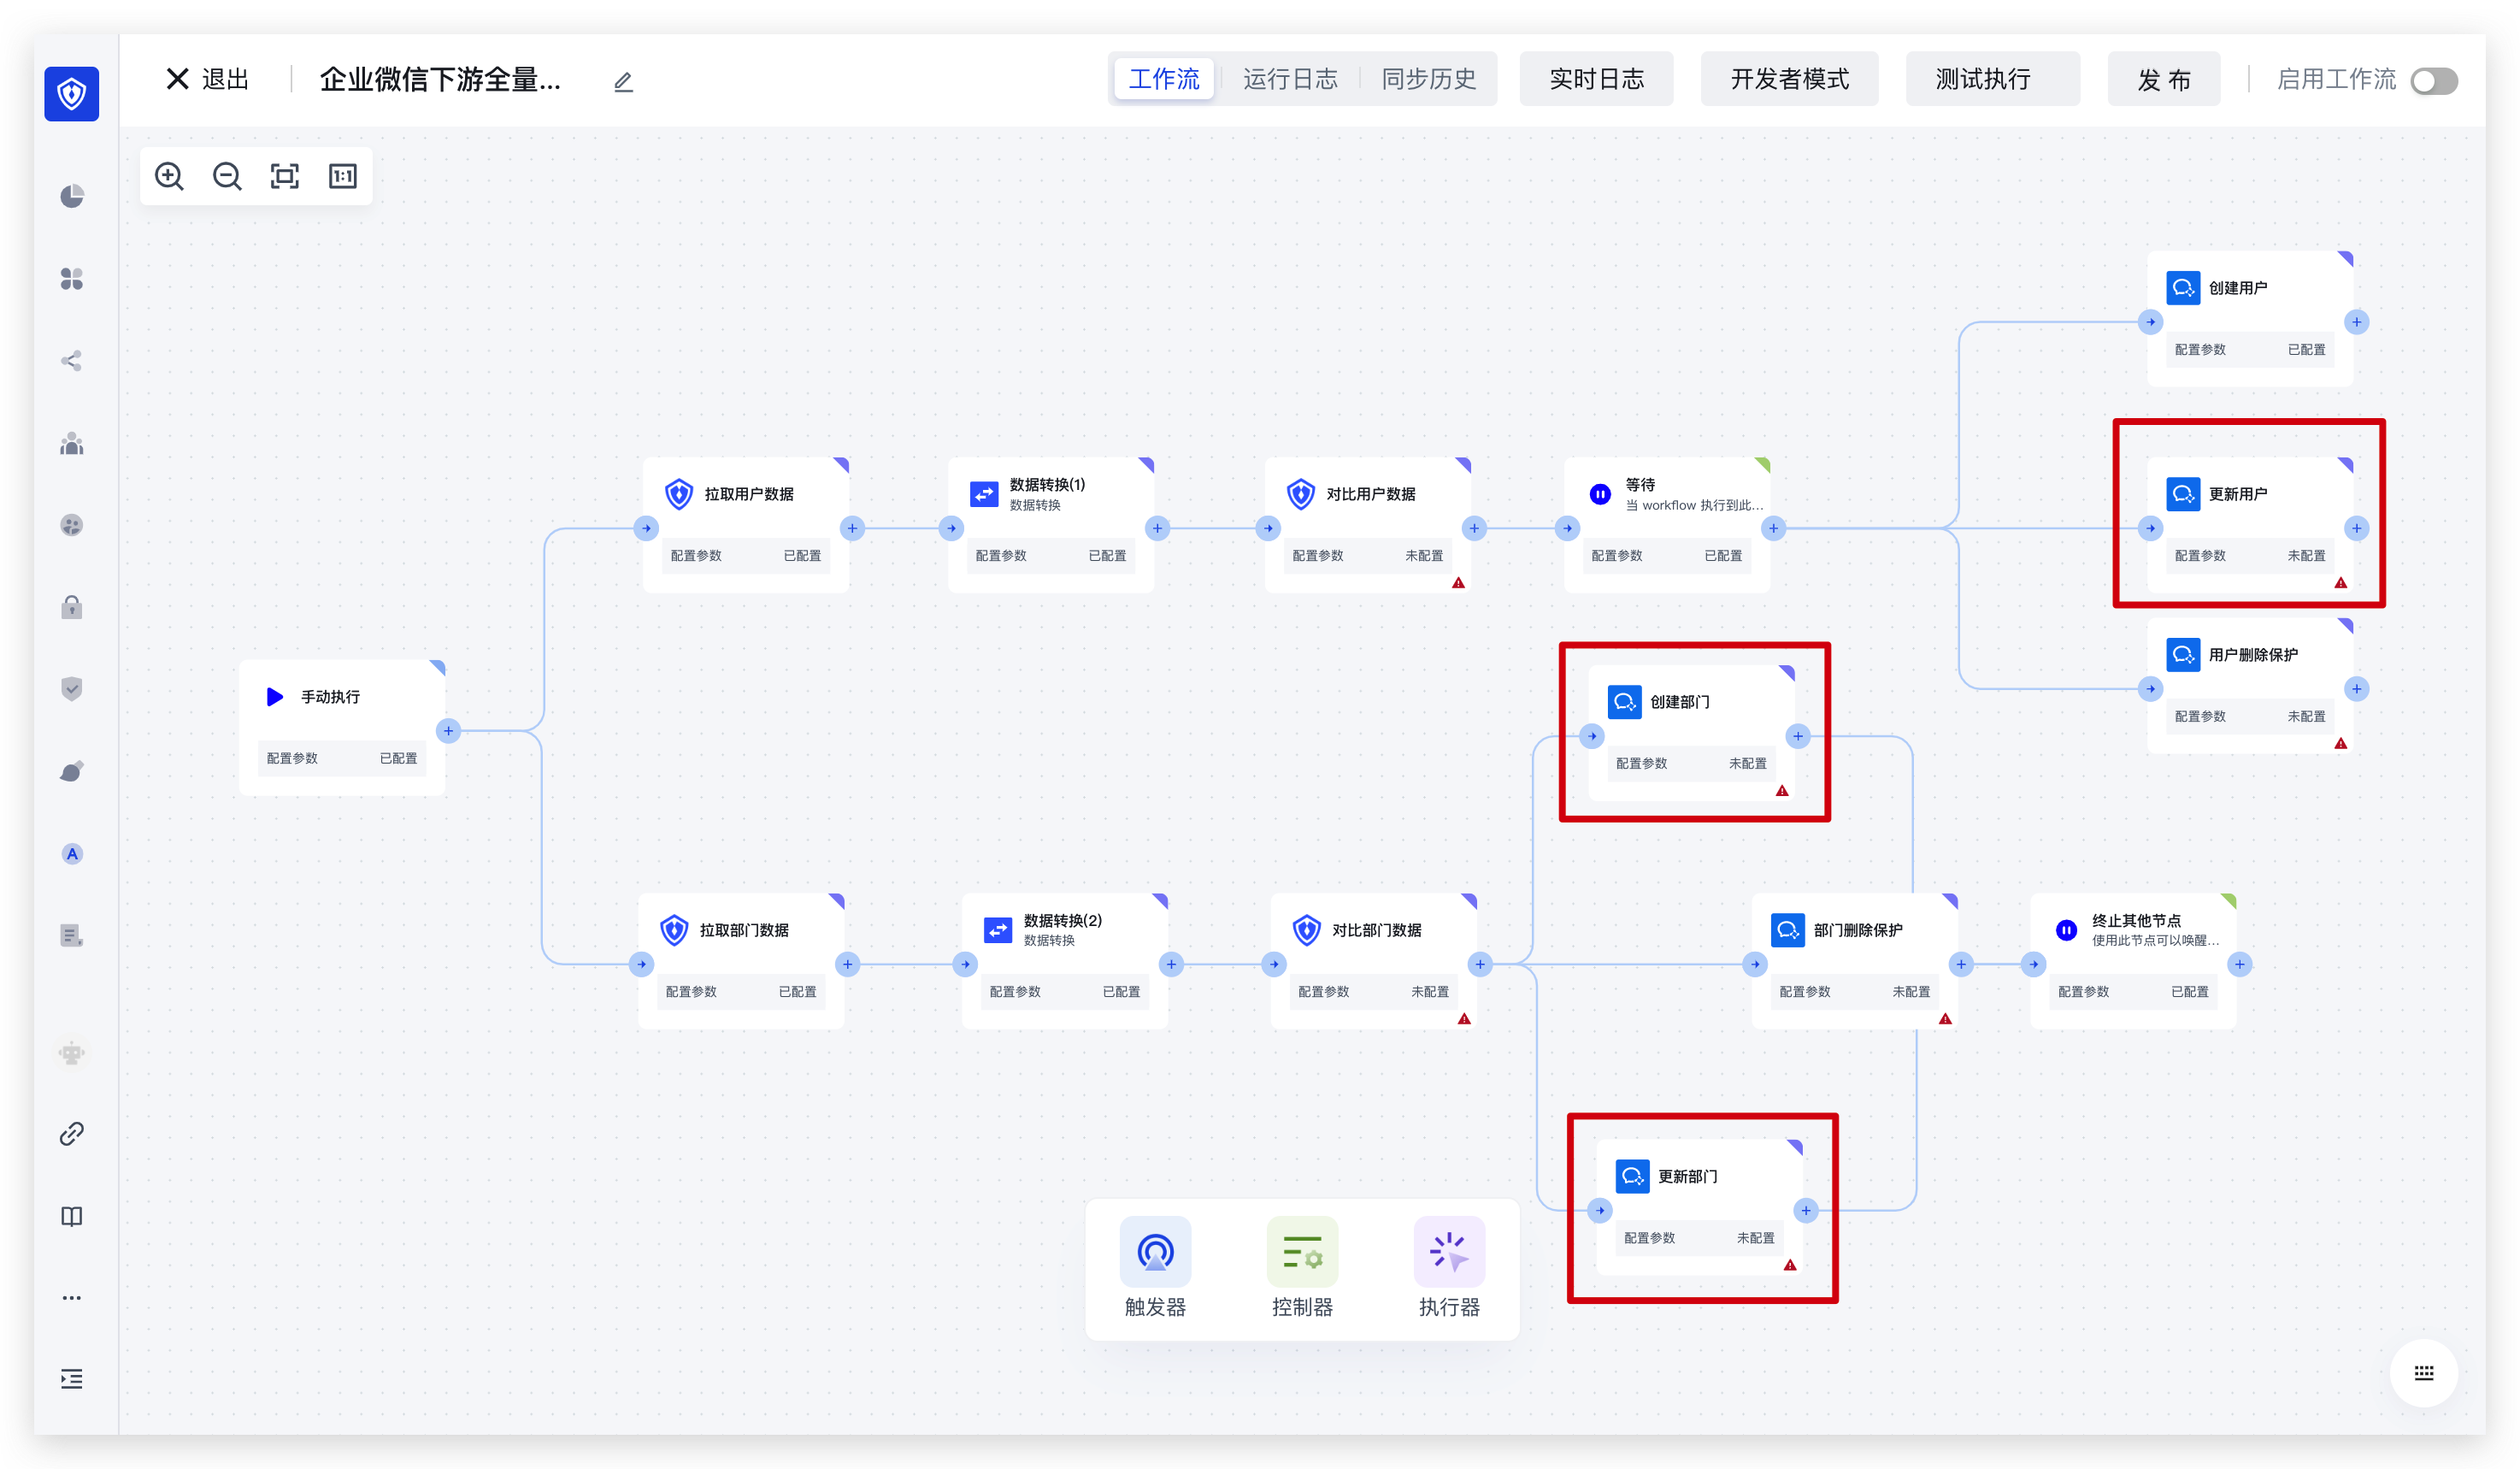 退出
企业微信下游全量...
工作流
运行日志
同步历史
实时日志
开发者模式
测试执行
发 布
启用工作流
1:1
创建用户
配置参数 已配置
拉取用户数据
配置参数 已配置
数据转换(1)
数据转换
配置参数 已配置
对比用户数据
配置参数 未配置
等待
当 workflow 执行到此...
配置参数 已配置
更新用户
配置参数 未配置
用户删除保护
配置参数 未配置
手动执行
配置参数 已配置
创建部门
配置参数 未配置
拉取部门数据
配置参数 已配置
数据转换(2)
数据转换
配置参数 已配置
对比部门数据
配置参数 未配置
部门删除保护
配置参数 未配置
终止其他节点
使用此节点可以唤醒...
配置参数 已配置
更新部门
配置参数 未配置
触发器
控制器
执行器
A